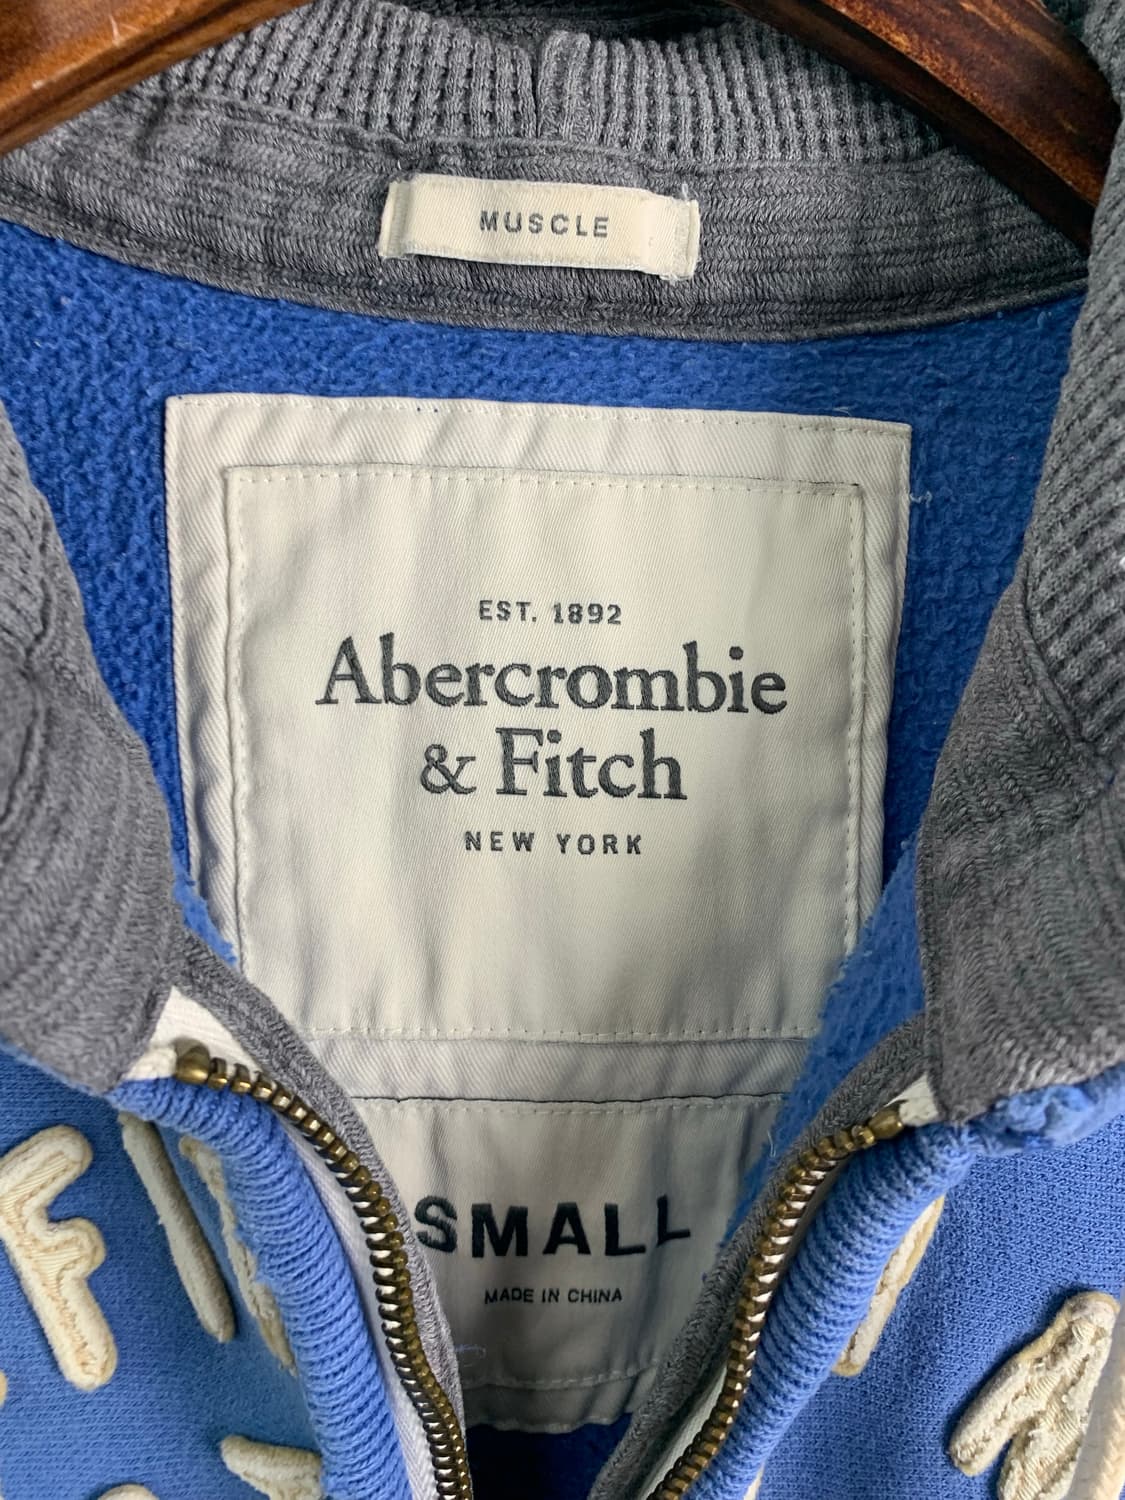 MUSCLE
EST. 1892
Abercrombie
& Fitch
NEW YORK
SMALL
MADE IN CHINA
F